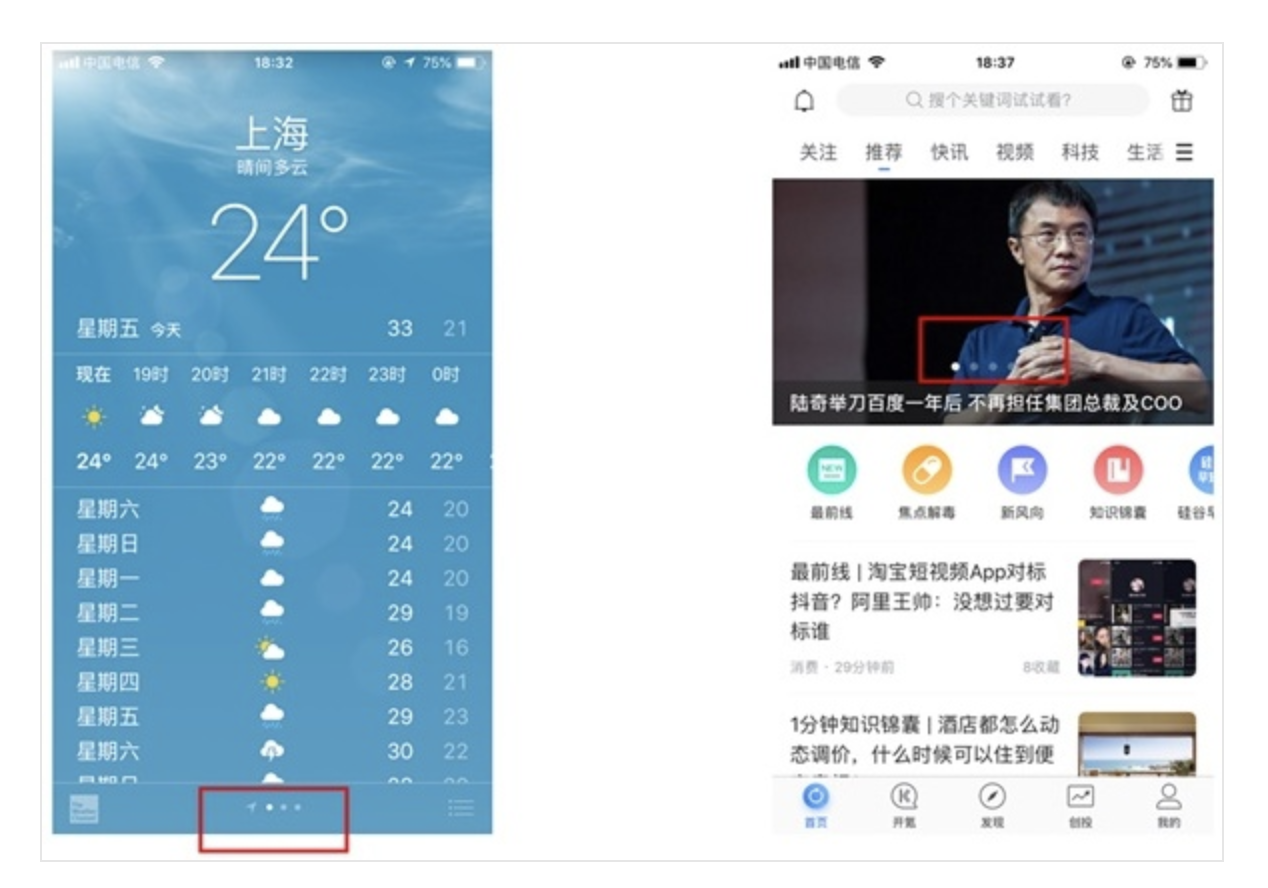 中国电信
18:32
75%
上海
晴间多云
24°
星期五 今天 33 21
现在 19时 20时 21时 22时 23时 0时
24° 24° 23° 22° 22° 22° 22°
星期六 24 20
星期日 24 20
星期一 24 20
星期二 29 19
星期三 26 16
星期四 28 21
星期五 29 23
星期六 30 22
中国电信
18:37
75%
搜个关键词试试看?
关注 推荐 快讯 视频 科技 生活
陆奇举刀百度一年后 不再担任集团总裁及COO
NEW
最前线 焦点解毒 新风向 知识锦囊 硅谷早
最前线 | 淘宝短视频App对标
抖音? 阿里王帅: 没想过要对
标谁
消费 · 29分钟前 8收藏
1分钟知识锦囊 | 酒店都怎么动
态调价, 什么时候可以住到便
首页 开氪 发现 创投 我的